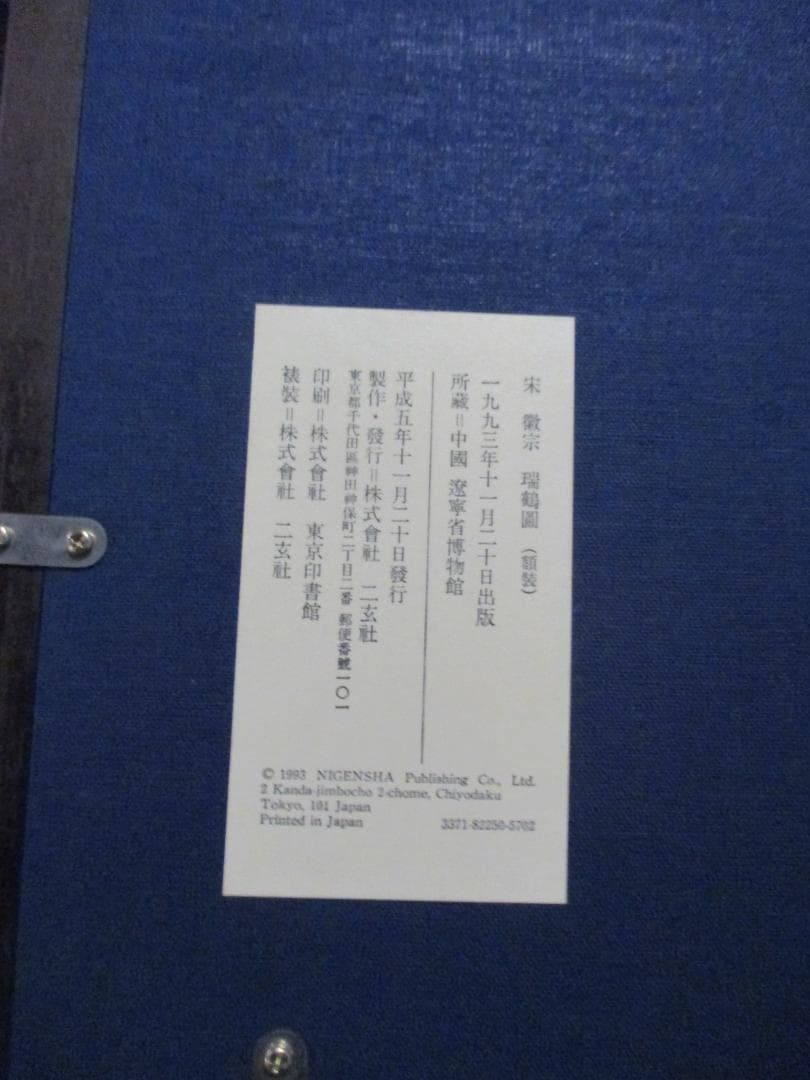 宋　徽宗　瑞鶴圖　（額裝）
一九九三年十一月二十日出版
所藏＝中國　遼寧省博物館
平成五年十一月二十日發行
製作・發行＝株式會社　二玄社
東京都千代田區神田神保町二丁目二番　郵便番號一〇一
印刷＝株式會社　東京印書館
裱裝＝株式會社　二玄社
© 1993 NIGENSHA Publishing Co., Ltd.
2 Kanda-jimbocho 2-chome, Chiyodaku
Tokyo, 101 Japan
Printed in Japan 3371-82250-5702